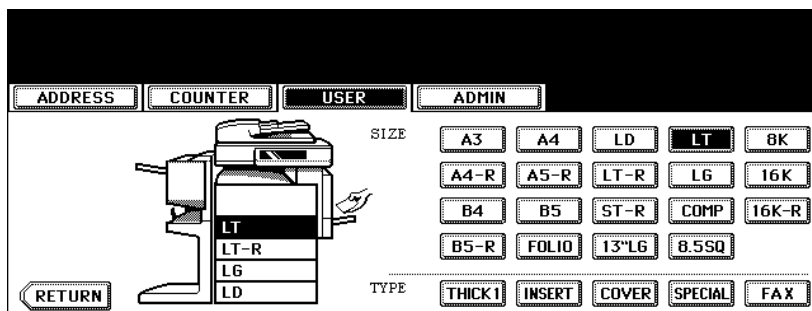 ADDRESS COUNTER USER ADMIN
SIZE A3 A4 LD LT 8K
A4-R A5-R LT-R LG 16K
B4 B5 ST-R COMP 16K-R
B5-R FOLIO 13"LG 8.5SQ
LT
LT-R
LG
LD
RETURN
TYPE THICK1 INSERT COVER SPECIAL FAX